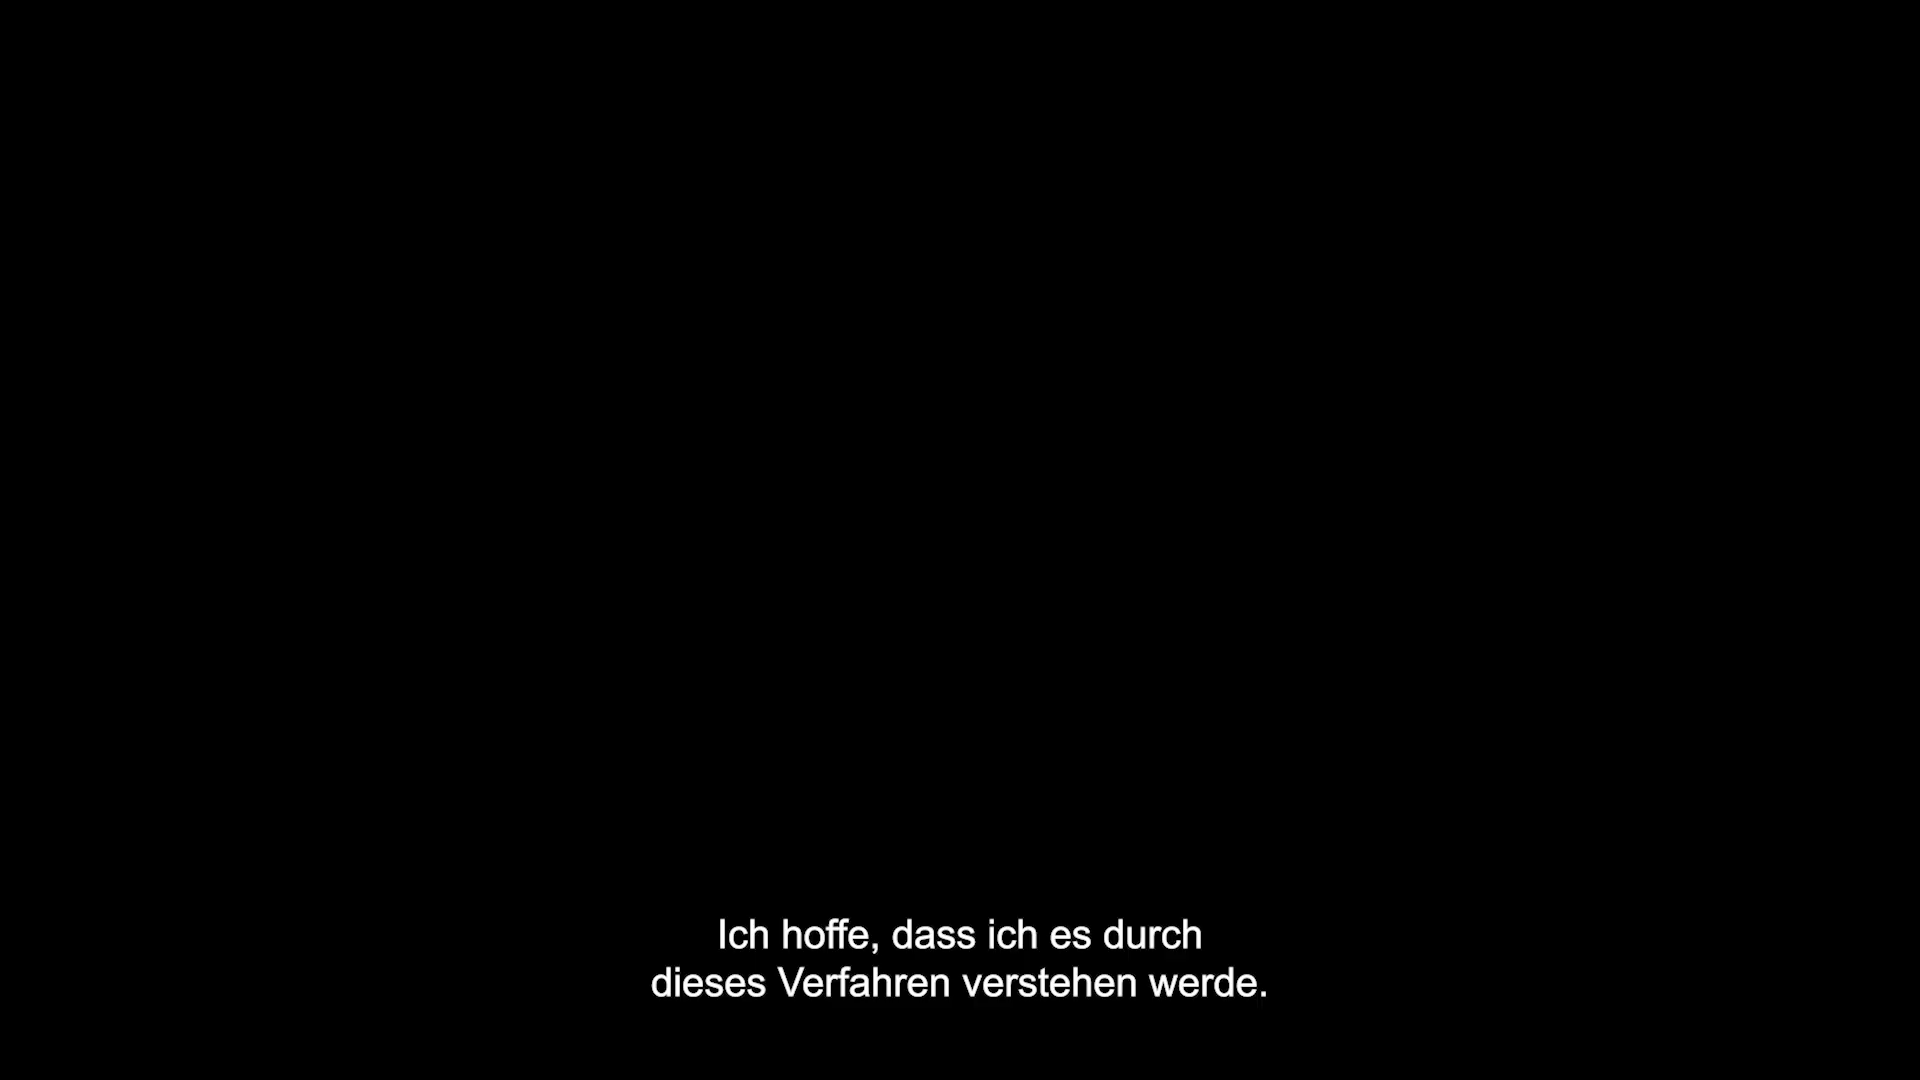 Ich hoffe, dass ich es durch
dieses Verfahren verstehen werde.